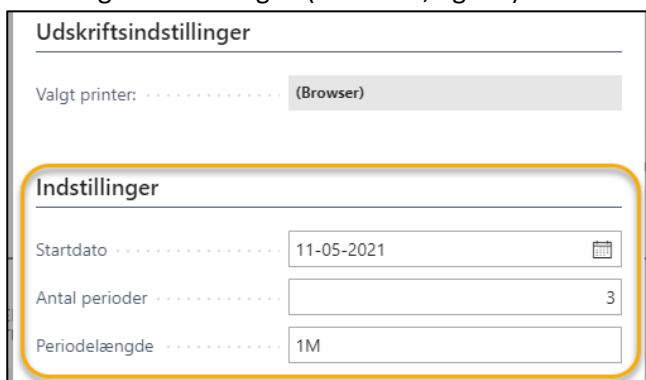 Udskriftsindstillinger
Valgt printer: (Browser)
Indstillinger
Startdato 11-05-2021
Antal perioder 3
Periodelængde 1M